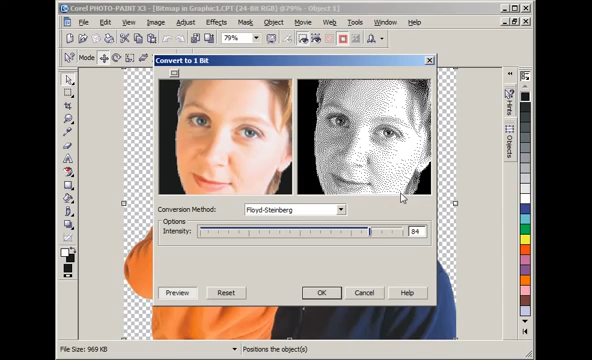 Corel PHOTO-PAINT X3 - [Bitmap in Graphic1.CPT (24-Bit RGB) @79% - Object 1]
File Edit View Image Adjust Effects Mask Object Movie Web Tools Window Help
79%
Mode
Convert to 1 Bit
Hints
Objects
Conversion Method: Floyd-Steinberg
Options
Intensity: 84
Preview Reset OK Cancel Help
File Size: 969 KB Positions the object(s)